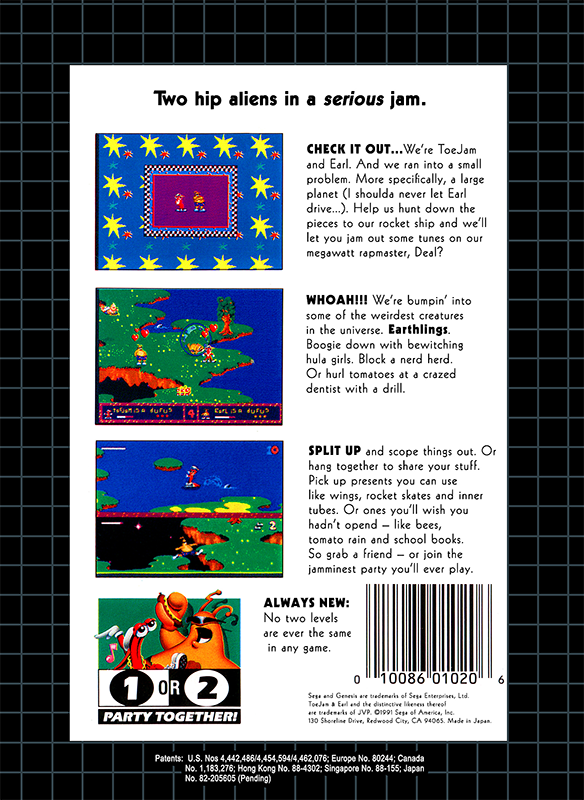 Two hip aliens in a serious jam.
CHECK IT OUT...We're ToeJam
and Earl. And we ran into a small
problem. More specifically, a large
planet (I shoulda never let Earl
drive...). Help us hunt down the
pieces to our rocket ship and we'll
let you jam out some tunes on our
megawatt rapmaster, Deal?
WHOAH!!! We're bumpin' into
some of the weirdest creatures
in the universe. Earthlings.
Boogie down with bewitching
hula girls. Block a nerd herd.
Or hurl tomatoes at a crazed
dentist with a drill.
ToeJam is a dufus 4 Earl is a dufus
SPLIT UP and scope things out. Or
hang together to share your stuff.
Pick up presents you can use
like wings, rocket skates and inner
tubes. Or ones you'll wish you
hadn't opend – like bees,
tomato rain and school books.
So grab a friend – or join the
jamminest party you'll ever play.
10
2
ALWAYS NEW:
No two levels
are ever the same
in any game.
1 OR 2
PARTY TOGETHER!
0 10086 01020 6
Sega and Genesis are trademarks of Sega Enterprises, Ltd.
ToeJam & Earl and the distinctive likeness thereof
are trademarks of JVP. ©1991 Sega of America, Inc.
130 Shoreline Drive, Redwood City, CA 94065. Made in Japan.
Patents: U.S. Nos 4,442,486/4,454,594/4,462,076; Europe No. 80244; Canada
No. 1,183,276; Hong Kong No. 88-4302; Singapore No. 88-155; Japan
No. 82-205605 (Pending)